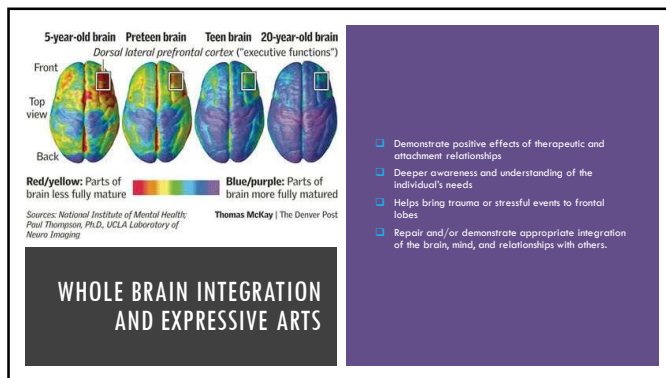 5-year-old brain Preteen brain Teen brain 20-year-old brain
Dorsal lateral prefrontal cortex ("executive functions")
Front
Top
view
Back
Red/yellow: Parts of
brain less fully mature
Blue/purple: Parts of
brain more fully matured
Sources: National Institute of Mental Health;
Paul Thompson, Ph.D., UCLA Laboratory of
Neuro Imaging
Thomas McKay | The Denver Post
WHOLE BRAIN INTEGRATION
AND EXPRESSIVE ARTS
Demonstrate positive effects of therapeutic and
attachment relationships
Deeper awareness and understanding of the
individual's needs
Helps bring trauma or stressful events to frontal
lobes
Repair and/or demonstrate appropriate integration
of the brain, mind, and relationships with others.